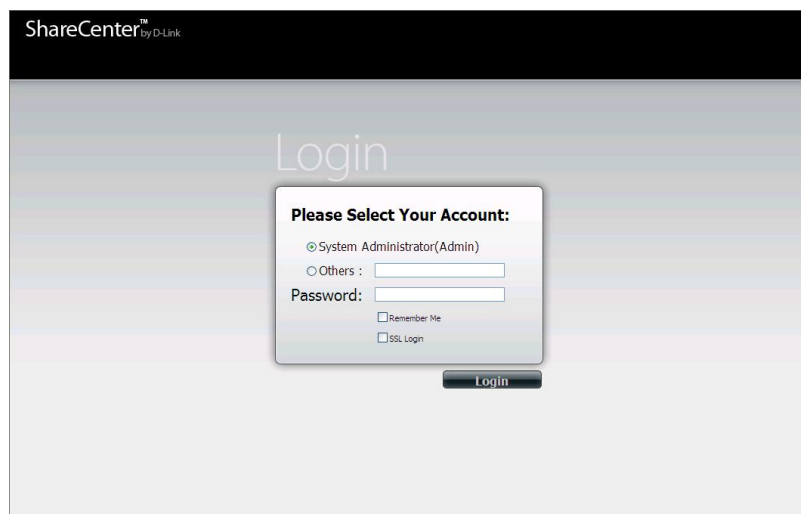 ShareCenter™ by D-Link
Login
Please Select Your Account:
System Administrator(Admin)
Others :
Password:
Remember Me
SSL Login
Login